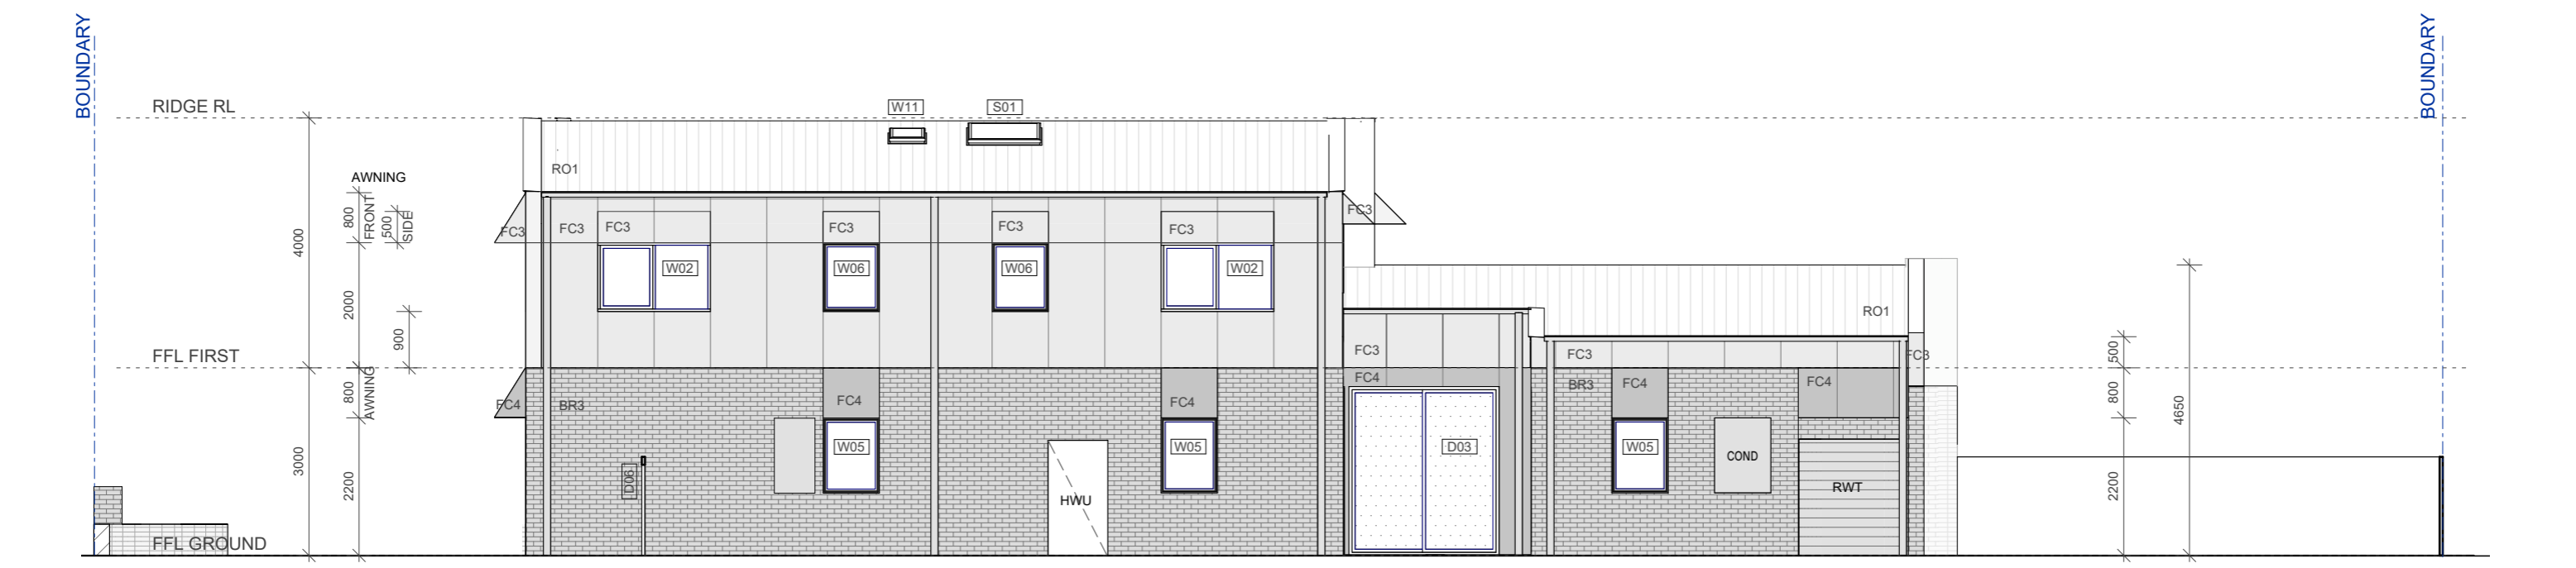 BOUNDARY
BOUNDARY
RIDGE RL
W11
S01
RO1
AWNING
800
FRONT
500
SIDE
4000
FC3
FC3
FC3
FC3
FC3
FC3
FC3
W02
W06
W06
W02
2000
900
RO1
FFL FIRST
FC3
FC3
FC3
500
800
AWNING
FC4
BR3
FC4
FC4
FC4
BR3
FC4
FC4
800
4650
3000
2200
D06
W05
HWU
W05
D03
W05
COND
RWT
2200
FFL GROUND